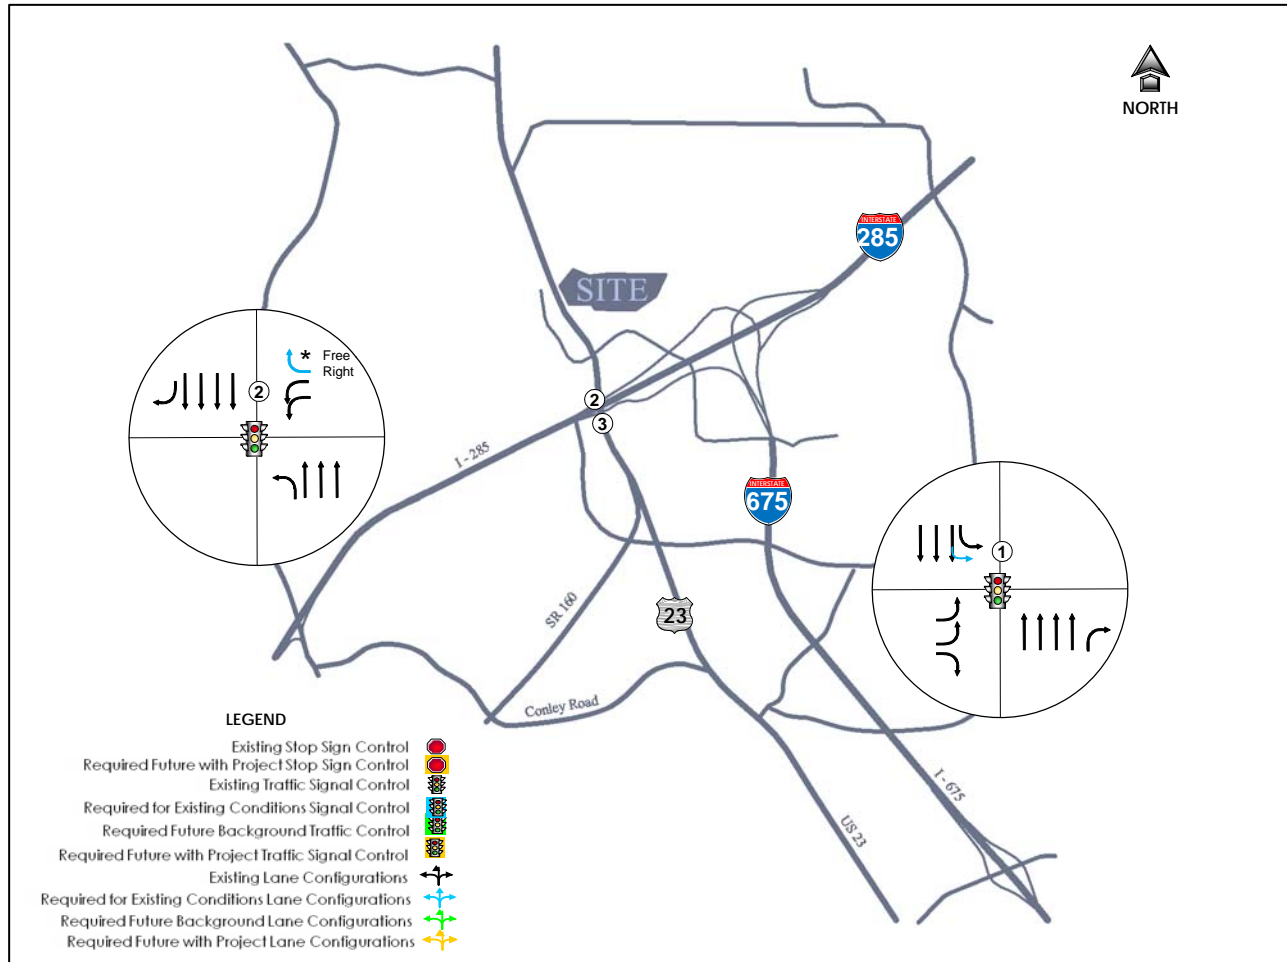 NORTH
INTERSTATE
285
SITE
* Free
Right
2
2
3
I - 285
INTERSTATE
675
1
SR 160
23
Conley Road
I - 675
US 23
LEGEND
Existing Stop Sign Control
Required Future with Project Stop Sign Control
Existing Traffic Signal Control
Required for Existing Conditions Signal Control
Required Future Background Traffic Control
Required Future with Project Traffic Signal Control
Existing Lane Configurations
Required for Existing Conditions Lane Configurations
Required Future Background Lane Configurations
Required Future with Project Lane Configurations